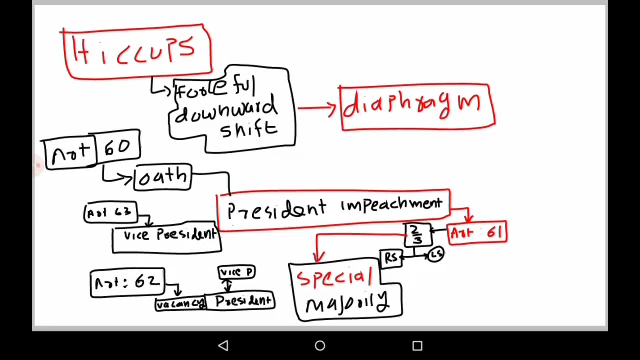 Hiccups
Forceful
downward
shift
diaphragm
Art 60
oath
President impeachment
Art 63
vice President
2/3
Art 61
RS
LS
Art: 62
vice P
vacancy
President
special
majority